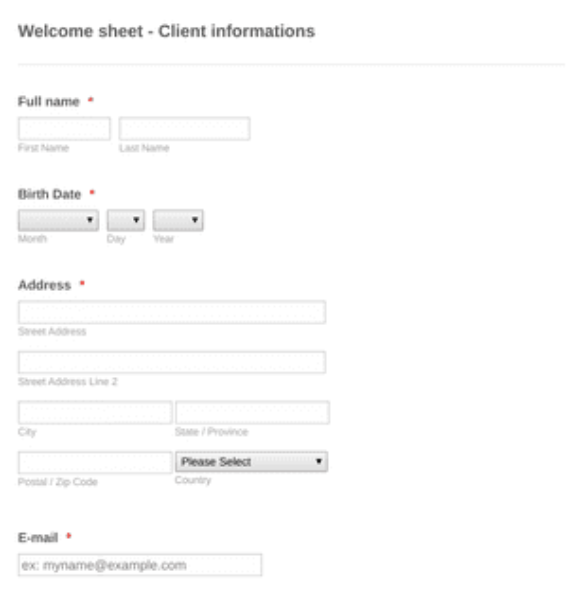 Welcome sheet - Client informations
Full name *
First Name Last Name
Birth Date *
Month Day Year
Address *
Street Address
Street Address Line 2
City State / Province
Please Select
Postal / Zip Code Country
E-mail *
ex: myname@example.com